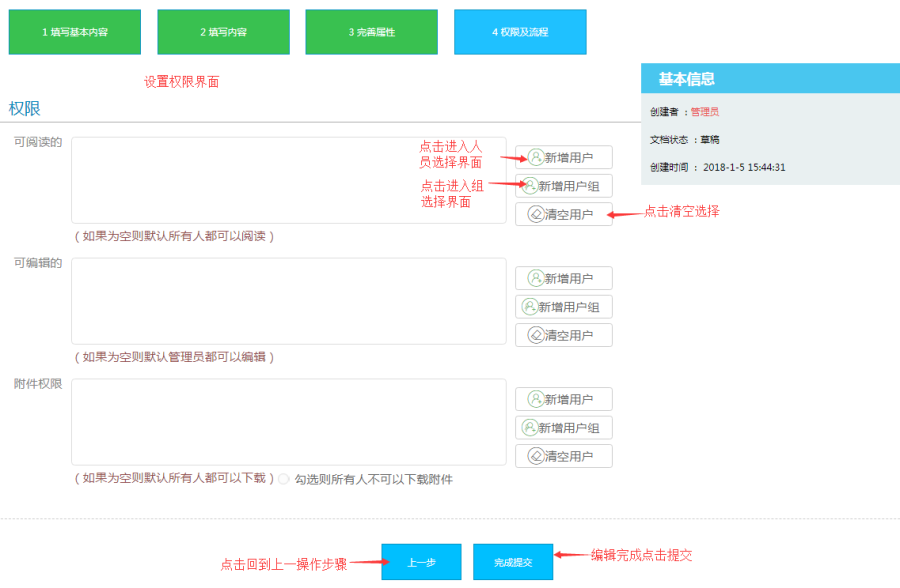 1 填写基本内容
2 填写内容
3 完善属性
4 权限及流程
设置权限界面
基本信息
权限
创建者 ：管理员
文档状态 ：草稿
创建时间 ： 2018-1-5 15:44:31
可阅读的
点击进入人
员选择界面
新增用户
点击进入组
选择界面
新增用户组
清空用户
点击清空选择
( 如果为空则默认所有人都可以阅读 )
可编辑的
新增用户
新增用户组
清空用户
( 如果为空则默认管理员都可以编辑 )
附件权限
新增用户
新增用户组
清空用户
( 如果为空则默认所有人都可以下载 ) 勾选则所有人不可以下载附件
点击回到上一操作步骤
上一步
完成提交
编辑完成点击提交